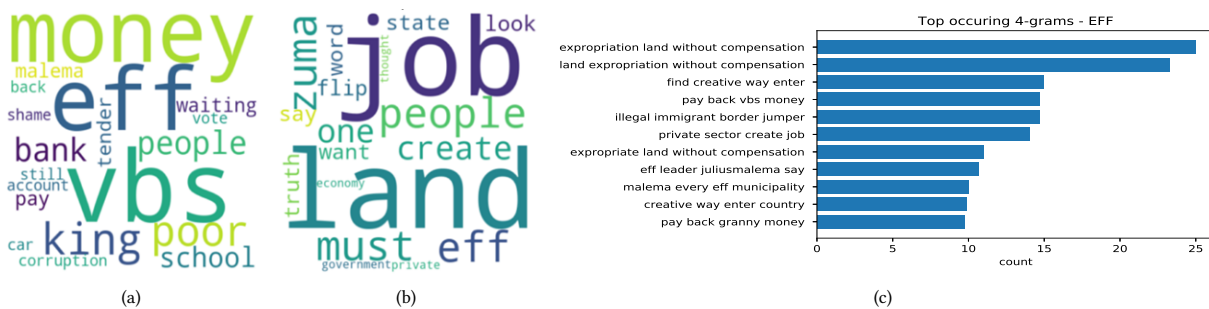 money
malema
back
eff
shame
tender
waiting
vote
bank
people
still
account
pay
vbs
car
king
poor
corruption
school
(a)
zuma
word
state
look
thought
job
flip
say
people
one
want
create
truth
economy
land
must
eff
government
private
(b)
Top occuring 4-grams - EFF
expropriation land without compensation
land expropriation without compensation
find creative way enter
pay back vbs money
illegal immigrant border jumper
private sector create job
expropriate land without compensation
eff leader juliusmalema say
malema every eff municipality
creative way enter country
pay back granny money
0 5 10 15 20 25
count
(c)